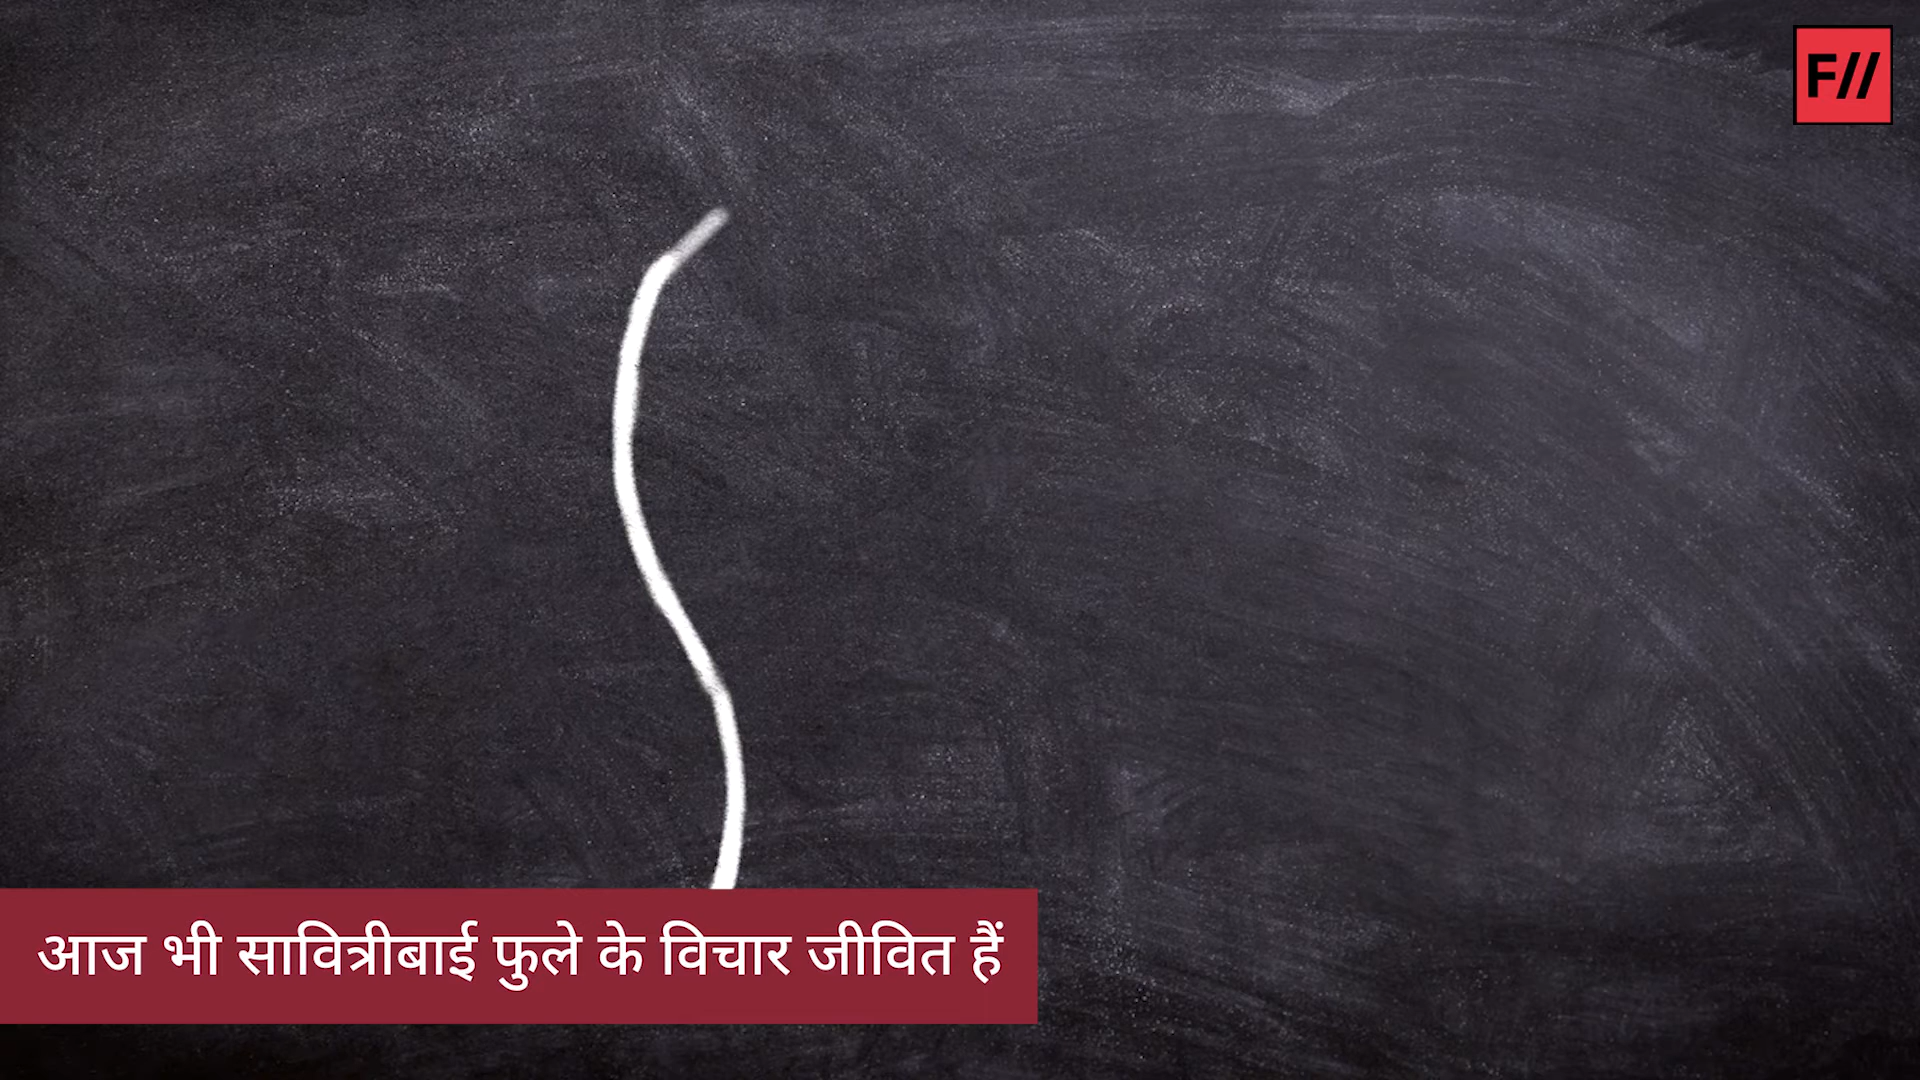 F//
आज भी सावित्रीबाई फुले के विचार जीवित हैं